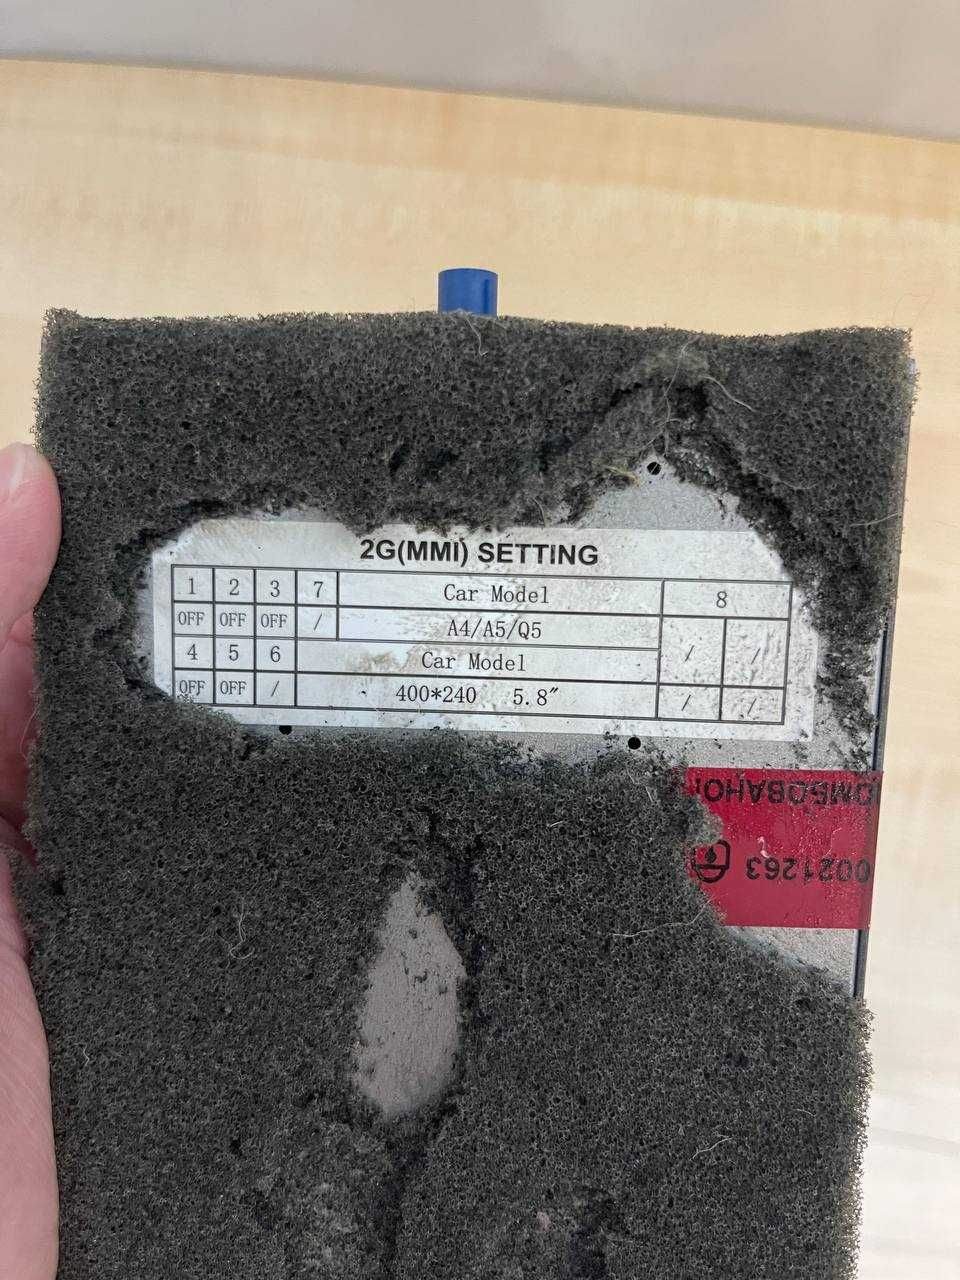 2G(MMI) SETTING
1 2 3 7 Car Model 8
OFF OFF OFF / A4/A5/Q5 / /
4 5 6 Car Model
OFF OFF / 400*240 5.8″ / /
0021263